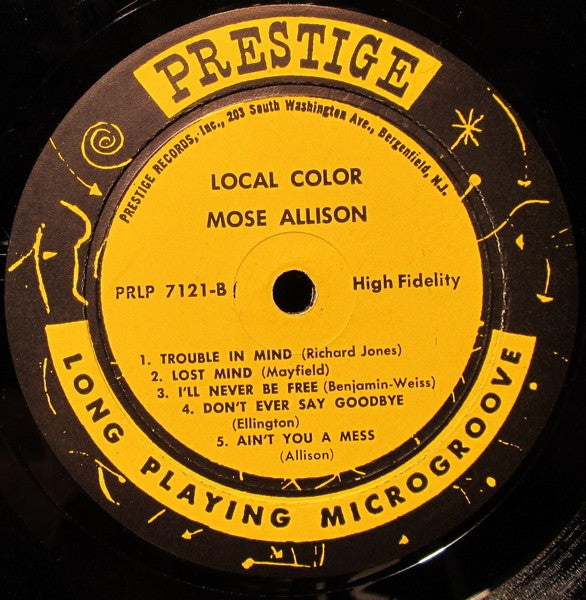 PRESTIGE
PRESTIGE RECORDS, Inc., 203 South Washington Ave., Bergenfield, N.J.
LOCAL COLOR
MOSE ALLISON
PRLP 7121-B
High Fidelity
1. TROUBLE IN MIND (Richard Jones)
2. LOST MIND (Mayfield)
3. I'LL NEVER BE FREE (Benjamin-Weiss)
4. DON'T EVER SAY GOODBYE
(Ellington)
5. AIN'T YOU A MESS
(Allison)
LONG PLAYING MICROGROOVE